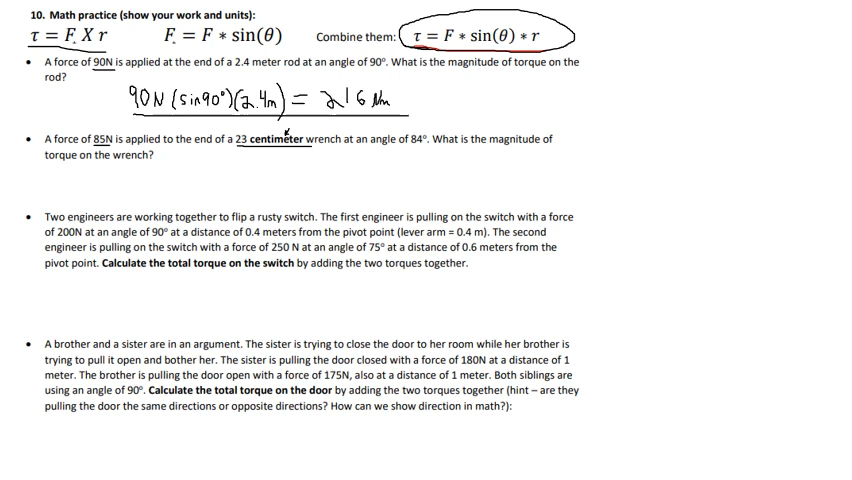 10. Math practice (show your work and units):
τ = F˔ X r F˔ = F * sin(θ) Combine them: τ = F * sin(θ) * r
• A force of 90N is applied at the end of a 2.4 meter rod at an angle of 90°. What is the magnitude of torque on the
rod?
90N (sin90°)(2.4m) = 216 Nm
• A force of 85N is applied to the end of a 23 centimeter wrench at an angle of 84°. What is the magnitude of
torque on the wrench?
• Two engineers are working together to flip a rusty switch. The first engineer is pulling on the switch with a force
of 200N at an angle of 90° at a distance of 0.4 meters from the pivot point (lever arm = 0.4 m). The second
engineer is pulling on the switch with a force of 250 N at an angle of 75° at a distance of 0.6 meters from the
pivot point. Calculate the total torque on the switch by adding the two torques together.
• A brother and a sister are in an argument. The sister is trying to close the door to her room while her brother is
trying to pull it open and bother her. The sister is pulling the door closed with a force of 180N at a distance of 1
meter. The brother is pulling the door open with a force of 175N, also at a distance of 1 meter. Both siblings are
using an angle of 90°. Calculate the total torque on the door by adding the two torques together (hint – are they
pulling the door the same directions or opposite directions? How can we show direction in math?):